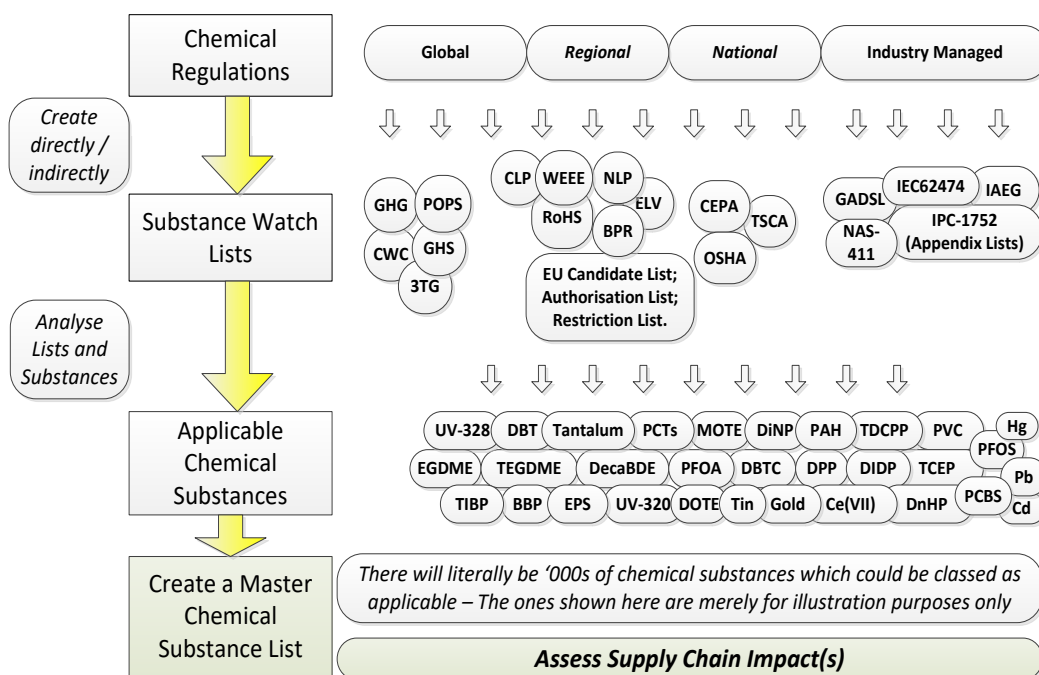 Chemical
Regulations
Global
Regional
National
Industry Managed
Create
directly /
indirectly
Substance Watch
Lists
GHG
POPS
CWC
GHS
3TG
CLP
WEEE
NLP
RoHS
ELV
BPR
EU Candidate List;
Authorisation List;
Restriction List.
CEPA
TSCA
OSHA
GADSL
IEC62474
IAEG
NAS-
411
IPC-1752
(Appendix Lists)
Analyse
Lists and
Substances
Applicable
Chemical
Substances
UV-328 DBT Tantalum PCTs MOTE DiNP PAH TDCPP PVC Hg
PFOS
EGDME TEGDME DecaBDE PFOA DBTC DPP DIDP TCEP Pb
TIBP BBP EPS UV-320 DOTE Tin Gold Ce(VII) DnHP PCBS Cd
Create a Master
Chemical
Substance List
There will literally be ‘000s of chemical substances which could be classed as
applicable – The ones shown here are merely for illustration purposes only
Assess Supply Chain Impact(s)